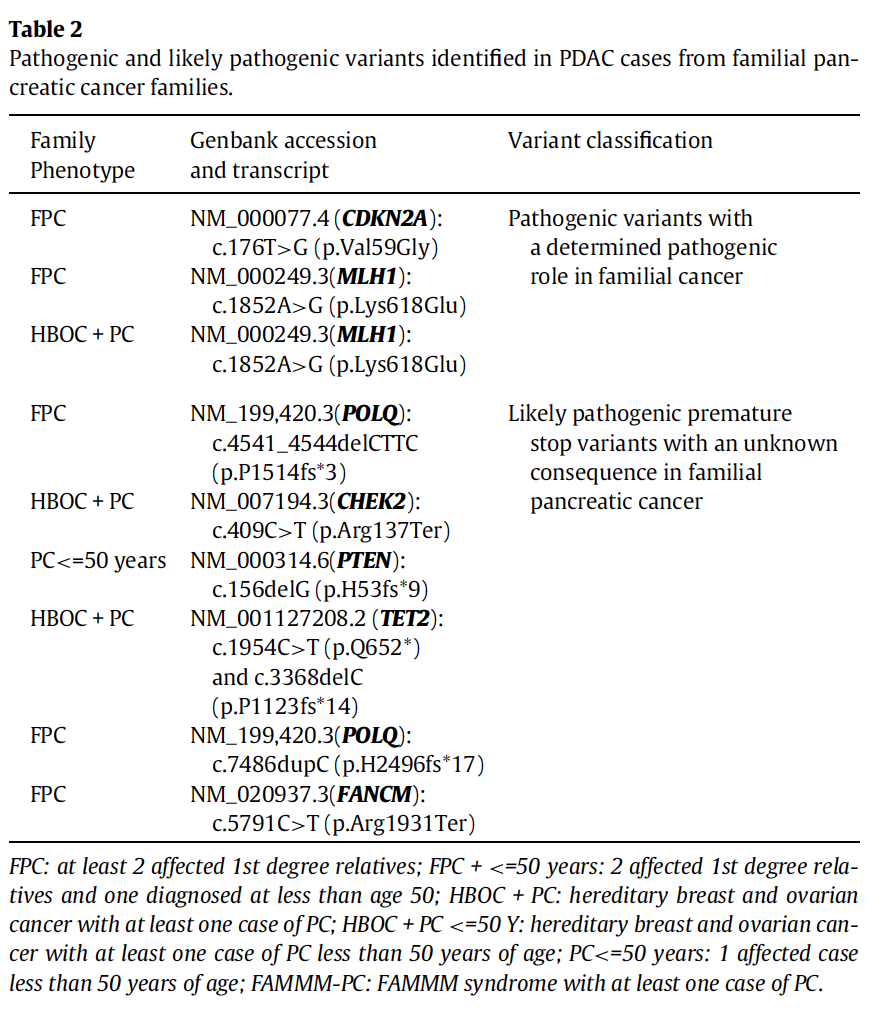 Table 2
Pathogenic and likely pathogenic variants identified in PDAC cases from familial pan-
creatic cancer families.
Family Phenotype Genbank accession and transcript Variant classification
FPC NM_000077.4 (CDKN2A): Pathogenic variants with
c.176T>G (p.Val59Gly) a determined pathogenic
FPC NM_000249.3(MLH1): role in familial cancer
c.1852A>G (p.Lys618Glu)
HBOC + PC NM_000249.3(MLH1):
c.1852A>G (p.Lys618Glu)
FPC NM_199,420.3(POLQ): Likely pathogenic premature
c.4541_4544delCTTC stop variants with an unknown
(p.P1514fs*3) consequence in familial
HBOC + PC NM_007194.3(CHEK2): pancreatic cancer
c.409C>T (p.Arg137Ter)
PC<=50 years NM_000314.6(PTEN):
c.156delG (p.H53fs*9)
HBOC + PC NM_001127208.2 (TET2):
c.1954C>T (p.Q652*)
and c.3368delC
(p.P1123fs*14)
FPC NM_199,420.3(POLQ):
c.7486dupC (p.H2496fs*17)
FPC NM_020937.3(FANCM):
c.5791C>T (p.Arg1931Ter)
FPC: at least 2 affected 1st degree relatives; FPC + <=50 years: 2 affected 1st degree rela-
tives and one diagnosed at less than age 50; HBOC + PC: hereditary breast and ovarian
cancer with at least one case of PC; HBOC + PC <=50 Y: hereditary breast and ovarian can-
cer with at least one case of PC less than 50 years of age; PC<=50 years: 1 affected case
less than 50 years of age; FAMMM-PC: FAMMM syndrome with at least one case of PC.